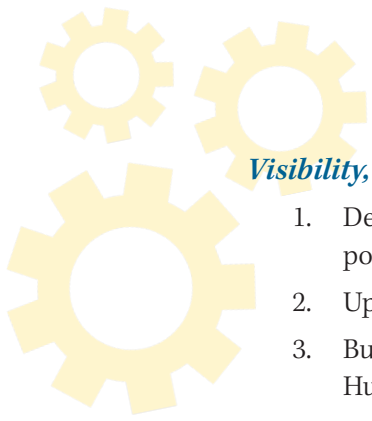 Visibility,
1. De
po
2. Up
3. Bu
Hu